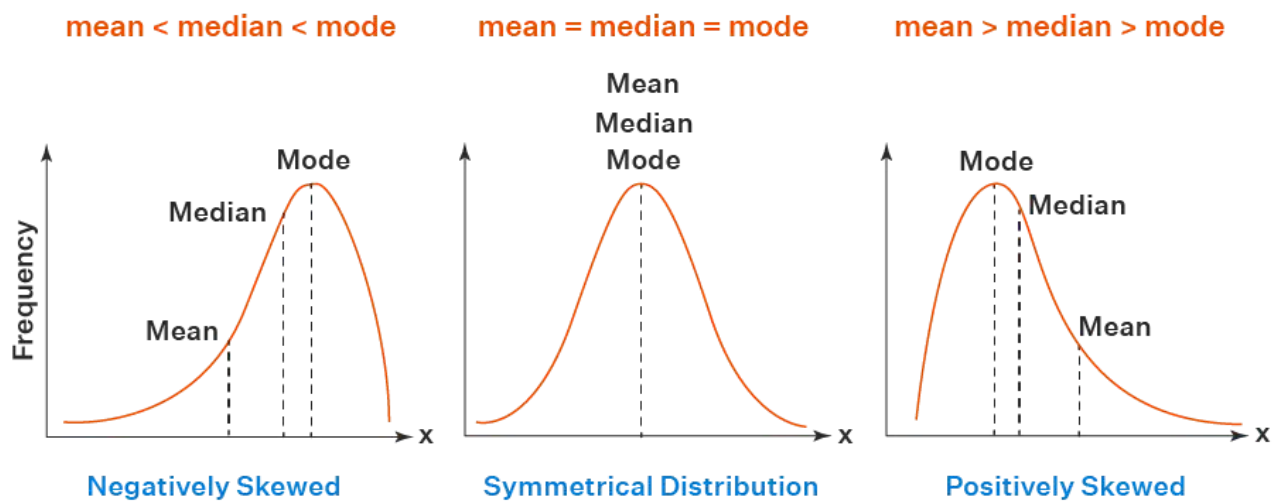 mean < median < mode
mean = median = mode
mean > median > mode
Frequency
Mean
Median
Mode
x
Negatively Skewed
Mean
Median
Mode
x
Symmetrical Distribution
Mode
Median
Mean
x
Positively Skewed